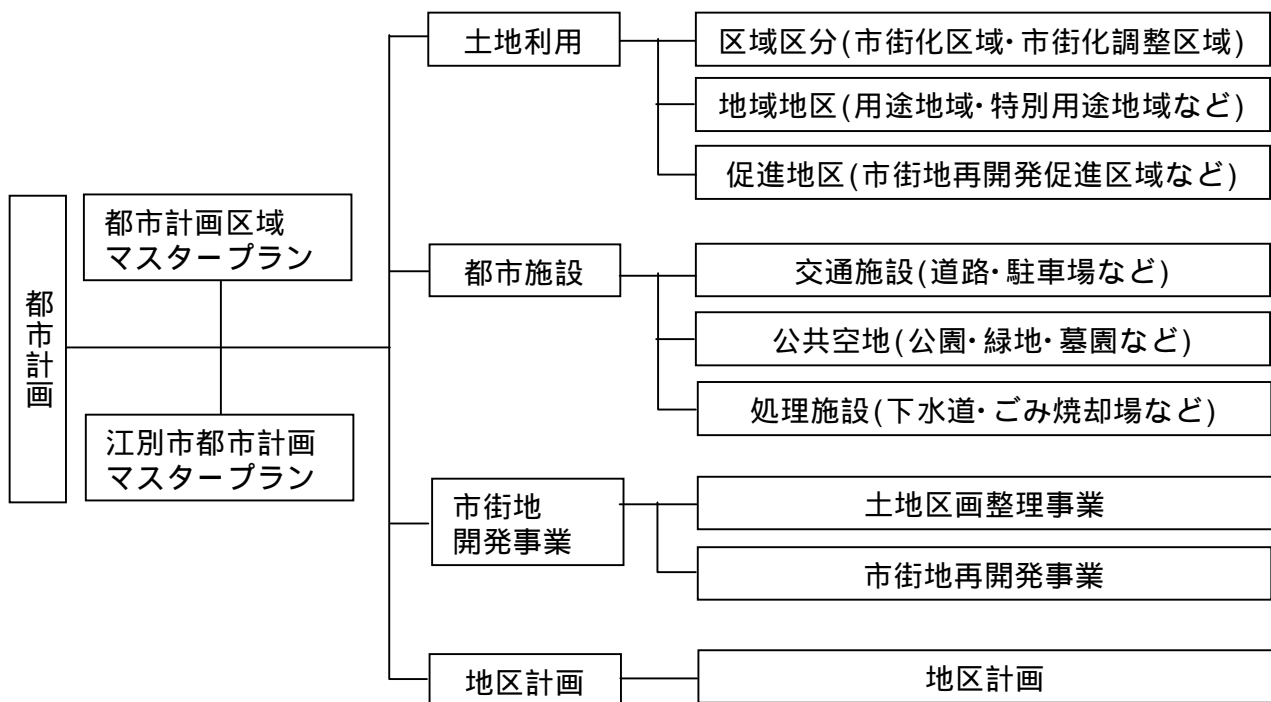 都市計画
都市計画区域
マスタープラン
江別市都市計画
マスタープラン
土地利用
区域区分(市街化区域・市街化調整区域)
地域地区(用途地域・特別用途地域など)
促進地区(市街地再開発促進区域など)
都市施設
交通施設(道路・駐車場など)
公共空地(公園・緑地・墓園など)
処理施設(下水道・ごみ焼却場など)
市街地
開発事業
土地区画整理事業
市街地再開発事業
地区計画
地区計画